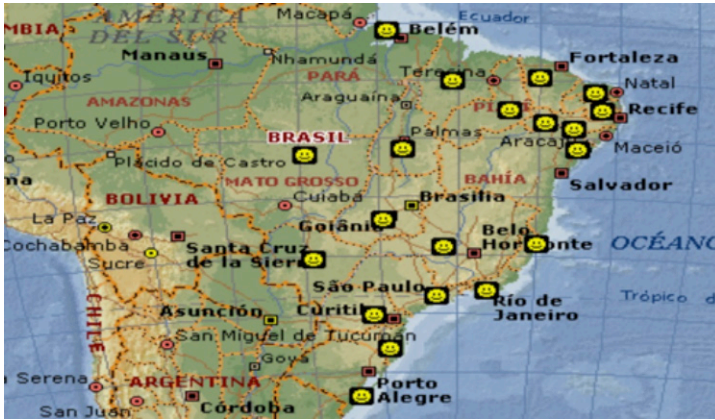 Macapá
Ecuador
AMÉRICA
DEL SUR
MBIA
Belém
Manaus
Nhamundá
Fortaleza
Iquitos
PARÁ
Teresina
Natal
AMAZONAS
Araguaína
Recife
Porto Velho
BRASIL
Palmas
Aracaju
Maceió
Plácido de Castro
ma
MATO GROSSO
BAHÍA
Salvador
BOLIVIA
Cuiabá
Brasilia
La Paz
Goiânia
Belo
Horizonte
OCÉANO
Cochabamba
Santa Cruz
de la Sierra
Sucre
São Paulo
Río de
Janeiro
Trópico d
Asunción
Curitiba
CHILE
San Miguel de Tucumán
Goya
a Serena
ARGENTINA
Porto
Alegre
San Juan
Córdoba